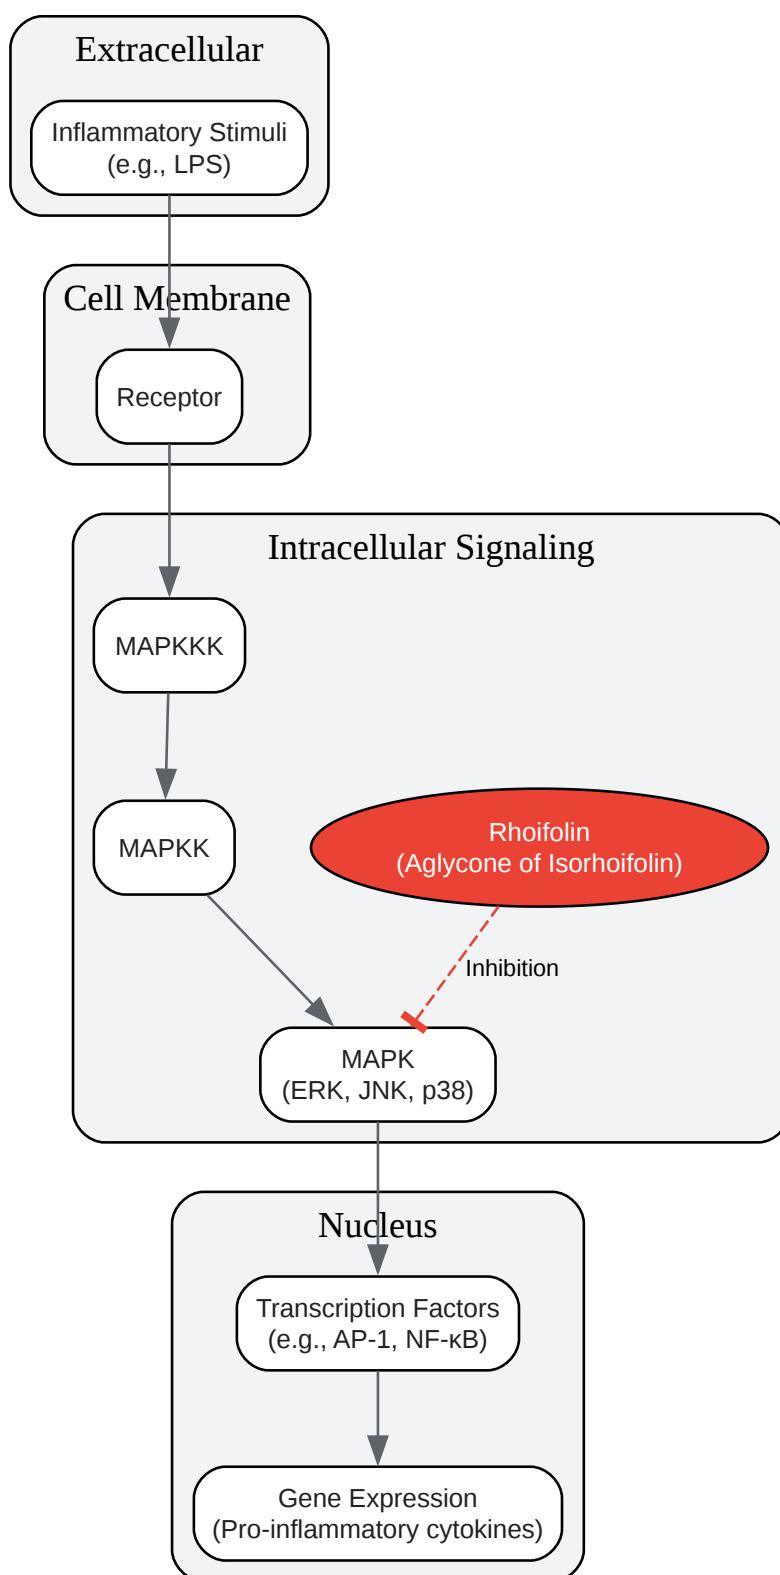 Extracellular
Inflammatory Stimuli
(e.g., LPS)
Cell Membrane
Receptor
Intracellular Signaling
MAPKKK
MAPKK
Rhoifolin
(Aglycone of Isorhoifolin)
Inhibition
MAPK
(ERK, JNK, p38)
Nucleus
Transcription Factors
(e.g., AP-1, NF-κB)
Gene Expression
(Pro-inflammatory cytokines)